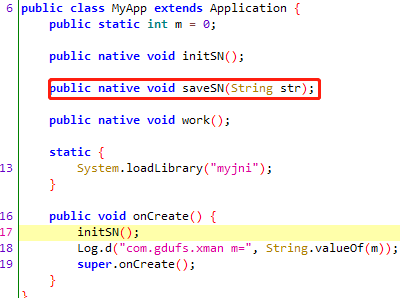 6 public class MyApp extends Application {
public static int m = 0;
public native void initSN();
public native void saveSN(String str);
public native void work();
static {
13 System.loadLibrary("myjni");
}
16 public void onCreate() {
17 initSN();
18 Log.d("com.gdufs.xman m=", String.valueOf(m));
19 super.onCreate();
}
}